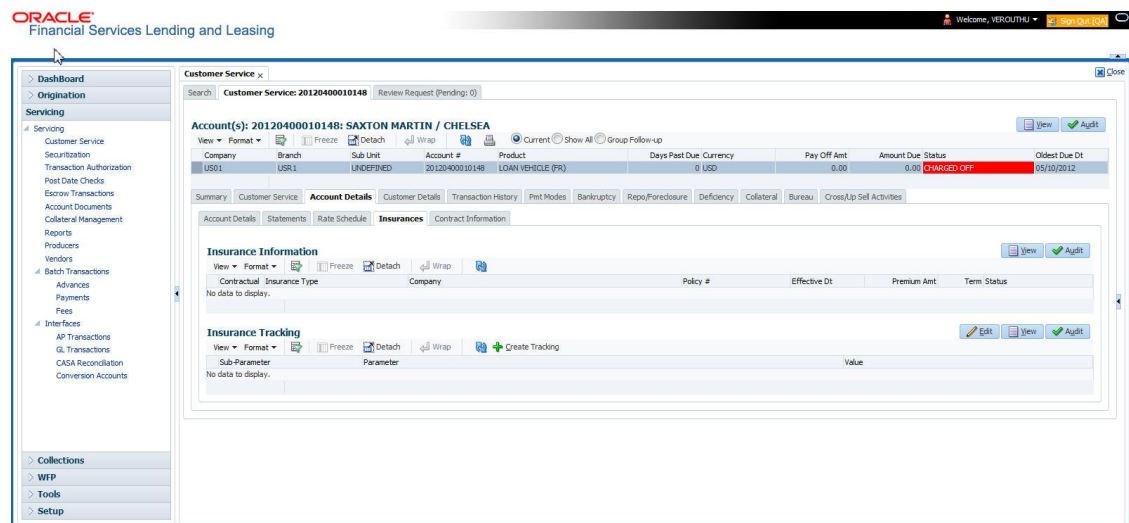 ORACLE
Financial Services Lending and Leasing
Welcome, VEROUTHU
Sign Out [QA]
Close
DashBoard
Origination
Servicing
Servicing
Customer Service
Securitization
Transaction Authorization
Post Date Checks
Escrow Transactions
Account Documents
Collateral Management
Reports
Producers
Vendors
Batch Transactions
Advances
Payments
Fees
Interfaces
AP Transactions
GL Transactions
CASA Reconciliation
Conversion Accounts
Collections
WFP
Tools
Setup
Customer Service x
Search Customer Service: 20120400010148 Review Request (Pending: 0)
Account(s): 20120400010148: SAXTON MARTIN / CHELSEA
View Audit
View Format Freeze Detach Wrap Current Show All Group Follow-up
Company Branch Sub Unit Account # Product Days Past Due Currency Pay Off Amt Amount Due Status Oldest Due Dt
US01 USR1 UNDEFINED 20120400010148 LOAN VEHICLE (FR) 0 USD 0.00 0.00 CHARGED OFF 05/10/2012
Summary Customer Service Account Details Customer Details Transaction History Pmt Modes Bankruptcy Repo/Foreclosure Deficiency Collateral Bureau Cross/Up Sell Activities
Account Details Statements Rate Schedule Insurances Contract Information
Insurance Information
View Audit
View Format Freeze Detach Wrap
Contractual Insurance Type Company Policy # Effective Dt Premium Amt Term Status
No data to display.
Insurance Tracking
Edit View Audit
View Format Freeze Detach Wrap Create Tracking
Sub-Parameter Parameter Value
No data to display.